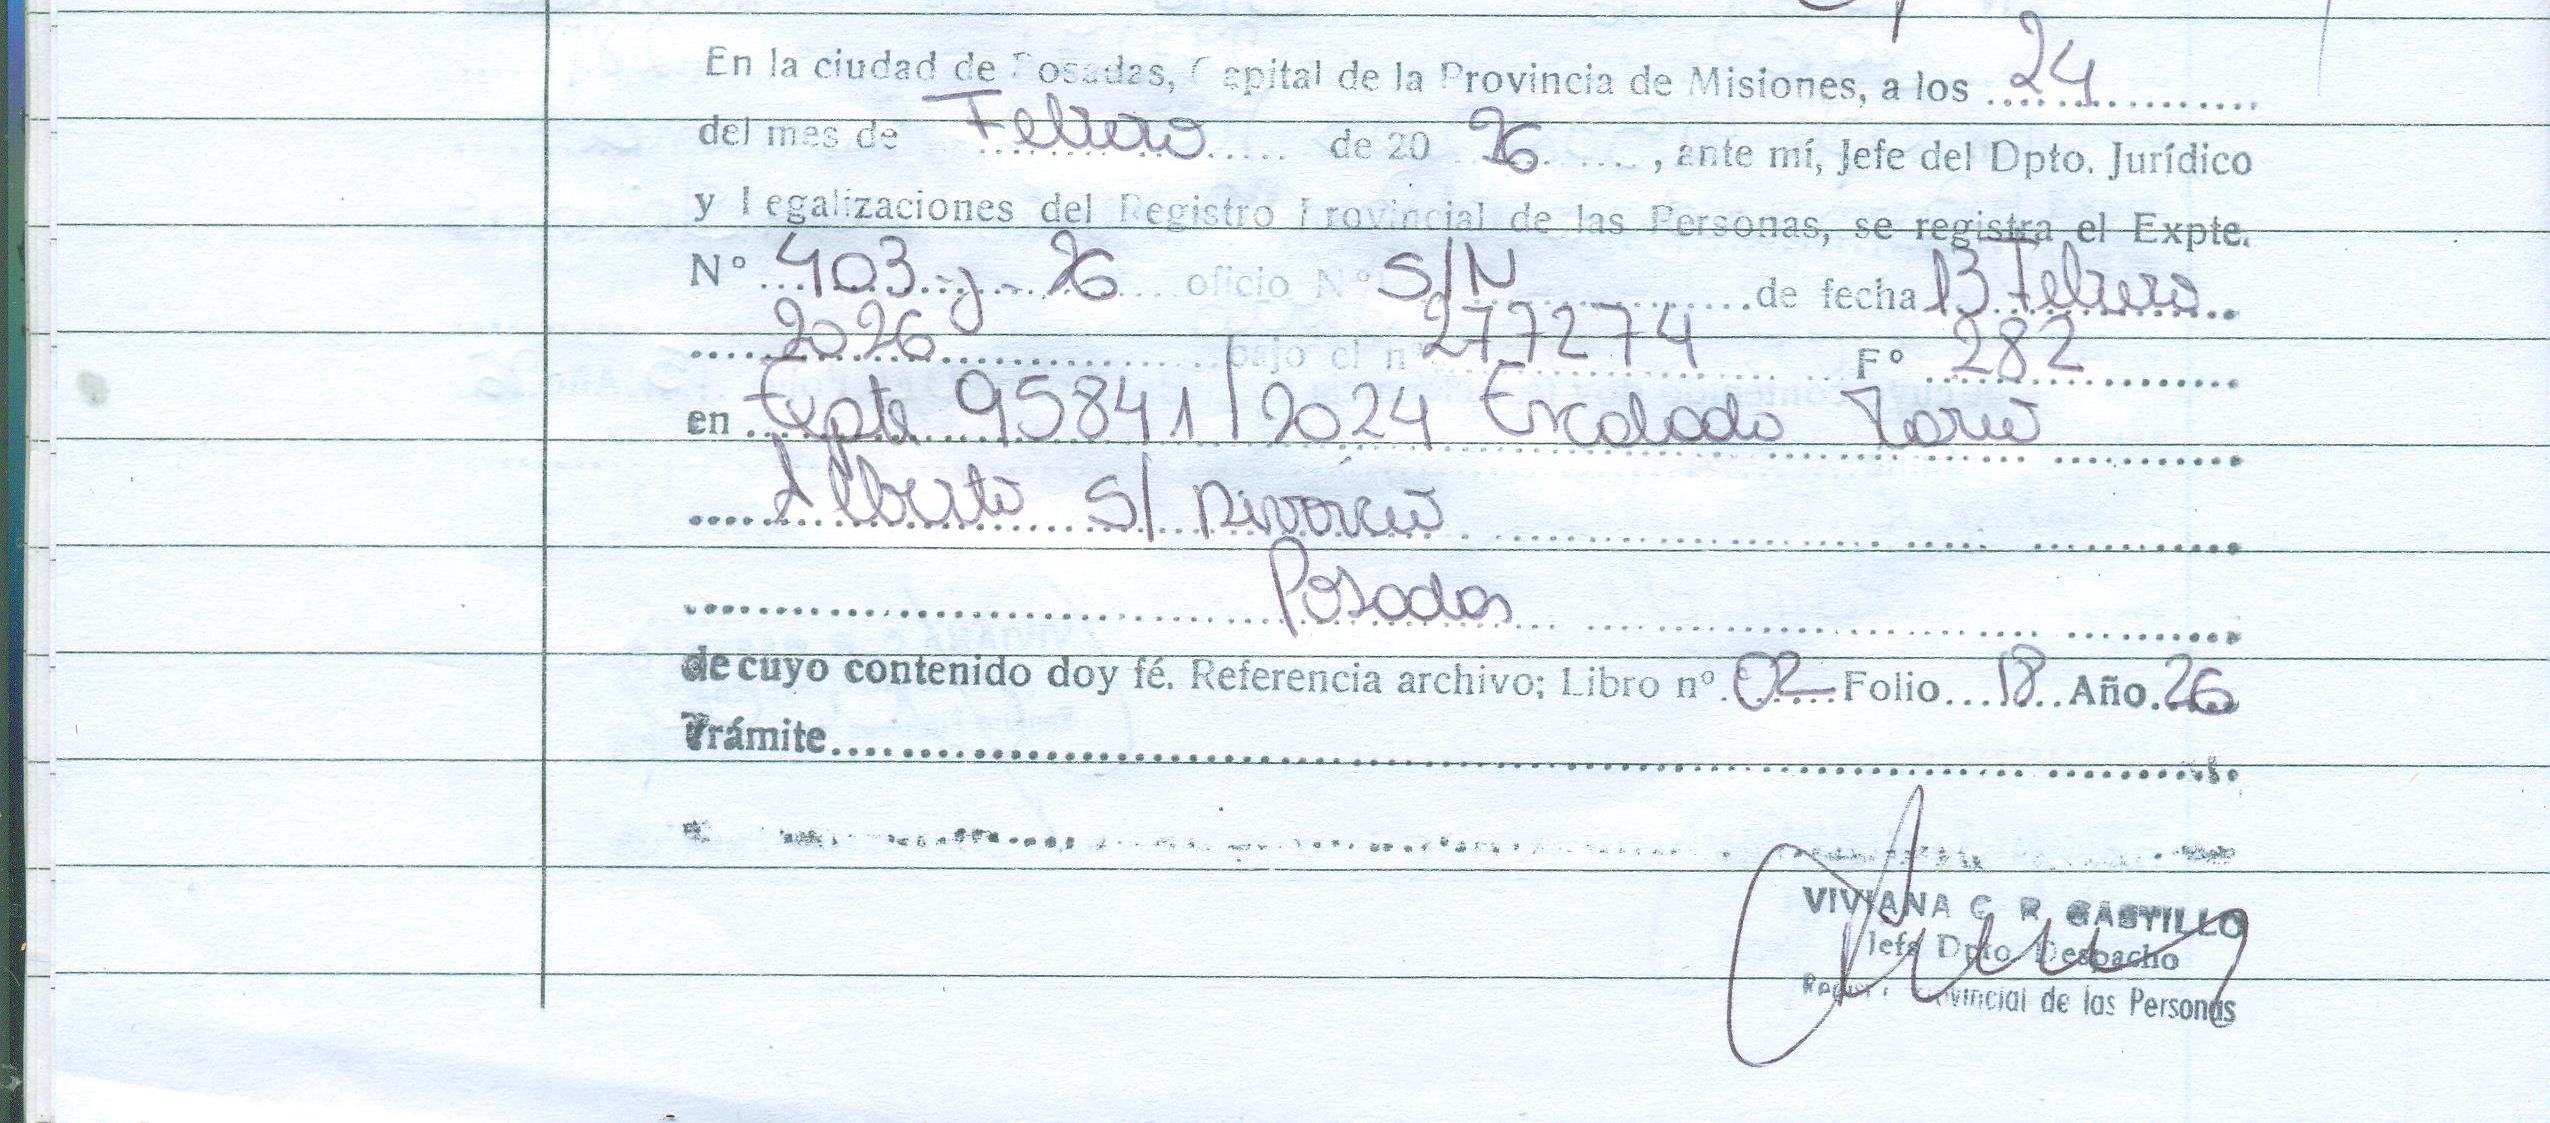 En la ciudad de Posadas, Capital de la Provincia de Misiones, a los 24
del mes de Febrero de 20 26, ante mí, Jefe del Dpto. Jurídico
y Legalizaciones del Registro Provincial de las Personas, se registra el Expte.
N° 403-y-26 oficio N° S/N de fecha 13 Febrero
2026 bajo el n° 277274 F° 282
en Expte 95841/2024 Escalada
Alberto S/ Divorcio
Posadas
de cuyo contenido doy fé. Referencia archivo; Libro nº 02 Folio 18 Año 26
Trámite
VIVIANA C. R. CASTILLO
Jefa Dpto. Despacho
Registro Provincial de las Personas